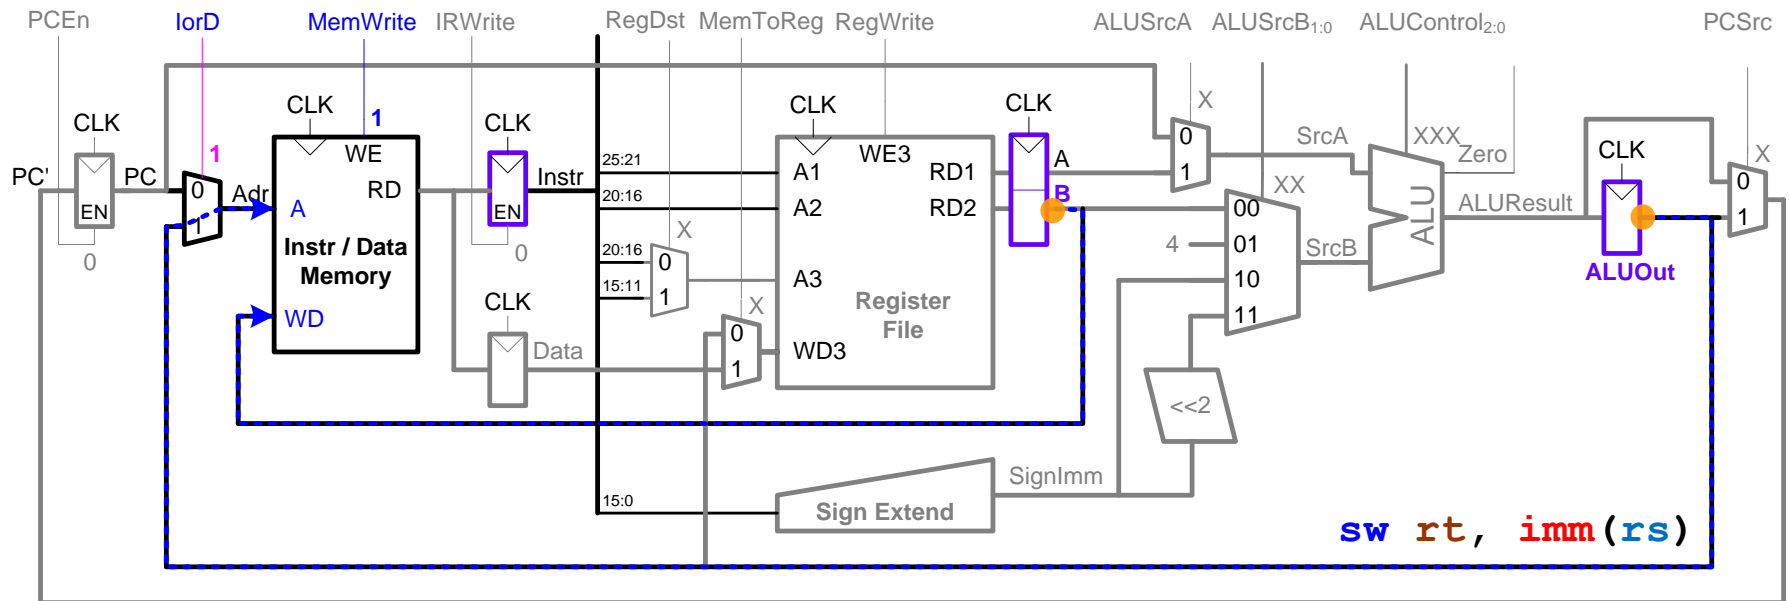 PCEn IorD MemWrite IRWrite RegDst MemToReg RegWrite ALUSrcA ALUSrcB1:0 ALUControl2:0 PCSrc
CLK CLK CLK CLK CLK CLK
X
1 1
X
PC' PC EN 0
0 1 Adr
WE A RD
Instr / Data
Memory
WD
EN Instr 0
CLK
Data
25:21
20:16
20:16
15:11
15:0
X
0
1
X
0
1
WE3
A1 RD1
A2 RD2
A3
Register
File
WD3
A
B
0
1
SrcA
XX
00
4 01
10
11
SrcB
XXX
Zero
ALU
ALUResult
ALUOut
X
0
1
<<2
SignImm
Sign Extend
sw rt, imm(rs)